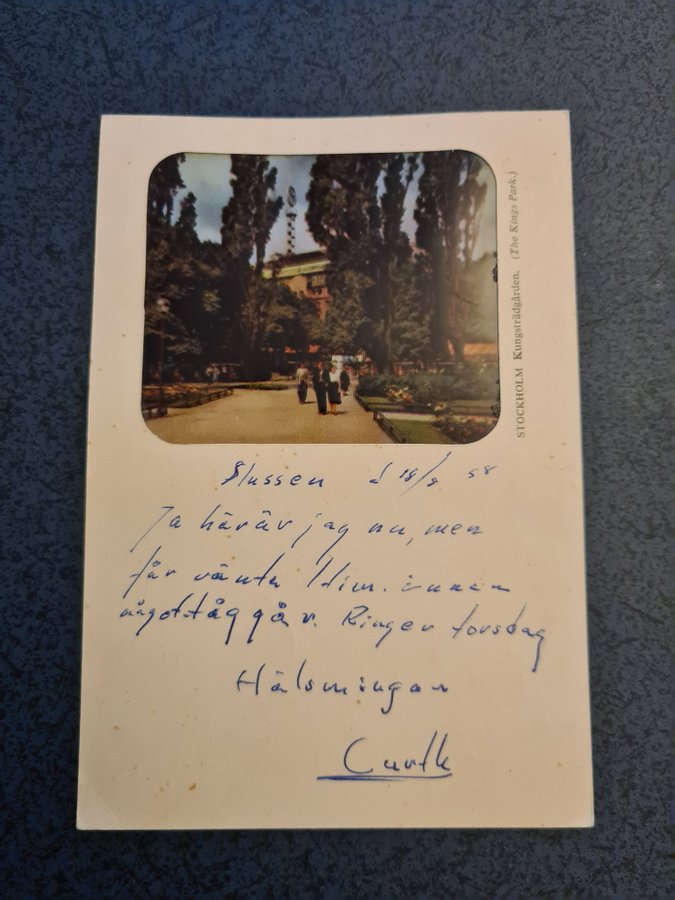 STOCKHOLM Kungsträdgården. (The Kings Park.)
Slussen d 18/8 58
Ja här är jag nu, men
får vänta 1 tim. innan
något tåg går. Ringer torsdag
Hälsningar
Curth